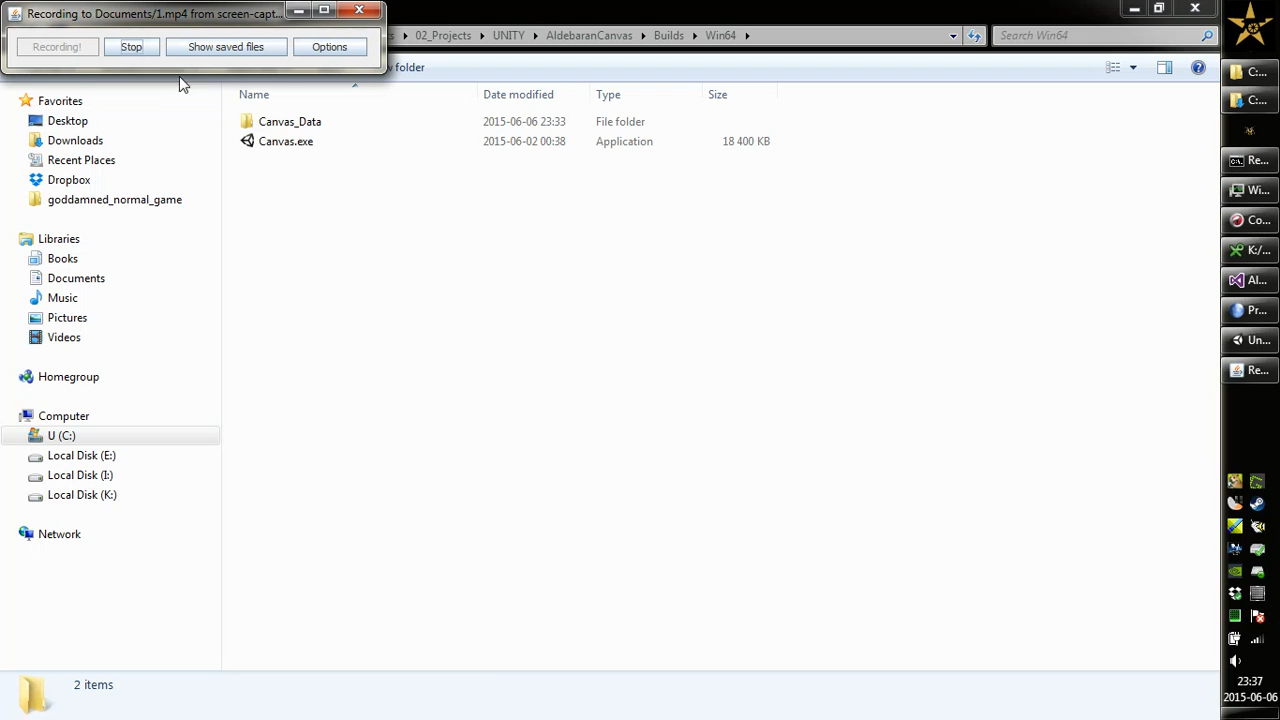 Recording to Documents/1.mp4 from screen-capt...
Recording!
Stop
Show saved files
Options
02_Projects
UNITY
Builds
Win64
Search Win64
folder
Favorites
Desktop
Downloads
Recent Places
Dropbox
goddamned_normal_game
Libraries
Books
Documents
Music
Pictures
Videos
Homegroup
Computer
U (C:)
Local Disk (E:)
Local Disk (I:)
Local Disk (K:)
Network
Name
Date modified
Type
Size
Canvas_Data
2015-06-06 23:33
File folder
Canvas.exe
2015-06-02 00:38
Application
18 400 KB
2 items
C:...
C:...
Re...
Wi...
Co...
K:/...
Al...
Pr...
Un...
Re...
23:37
2015-06-06